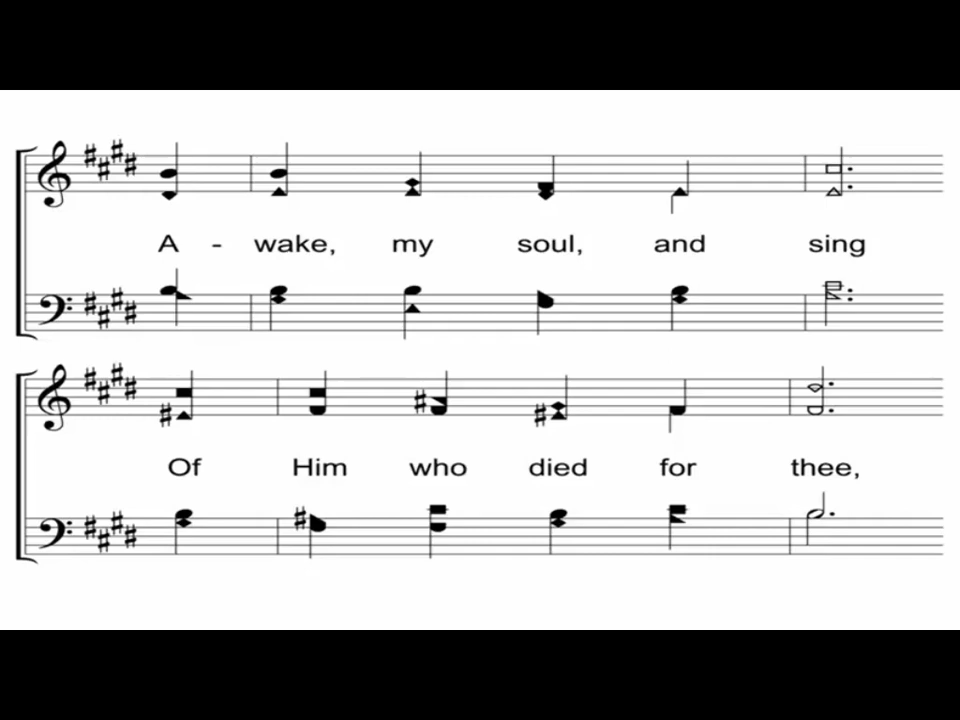 A - wake, my soul, and sing
Of Him who died for thee,